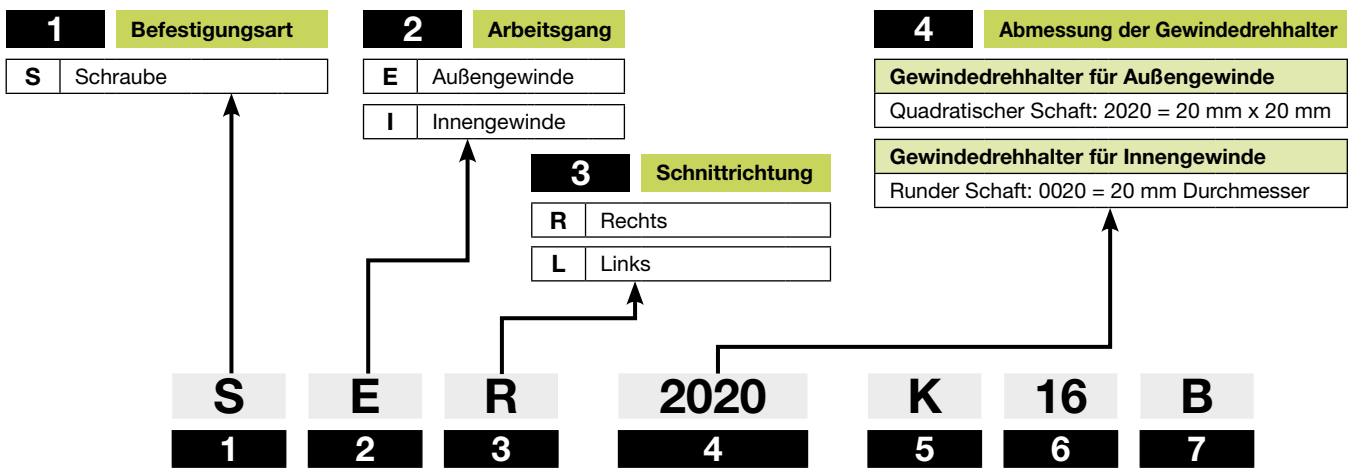 1 Befestigungsart
S Schraube
2 Arbeitsgang
E Außengewinde
I Innengewinde
3 Schnittrichtung
R Rechts
L Links
4 Abmessung der Gewindedrehhalter
Gewindedrehhalter für Außengewinde
Quadratischer Schaft: 2020 = 20 mm x 20 mm
Gewindedrehhalter für Innengewinde
Runder Schaft: 0020 = 20 mm Durchmesser
S E R 2020 K 16 B
1 2 3 4 5 6 7